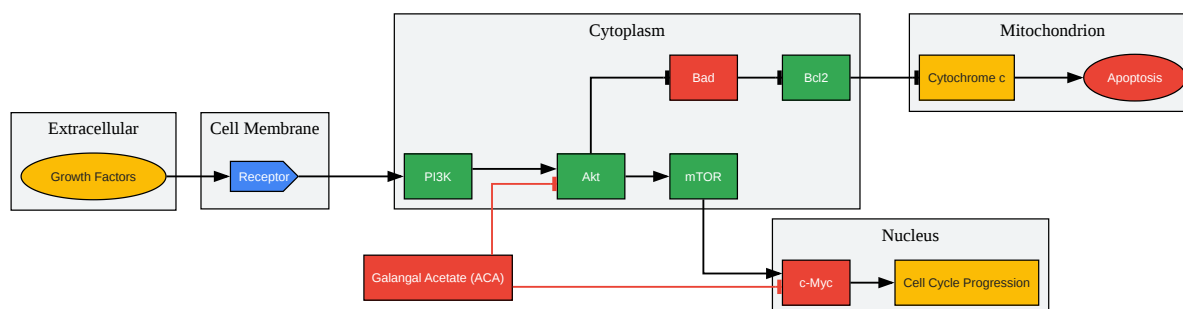 Cytoplasm
Mitochondrion
Bad
Bcl2
Cytochrome c
Apoptosis
Extracellular
Cell Membrane
Growth Factors
Receptor
PI3K
Akt
mTOR
Nucleus
Galangal Acetate (ACA)
c-Myc
Cell Cycle Progression